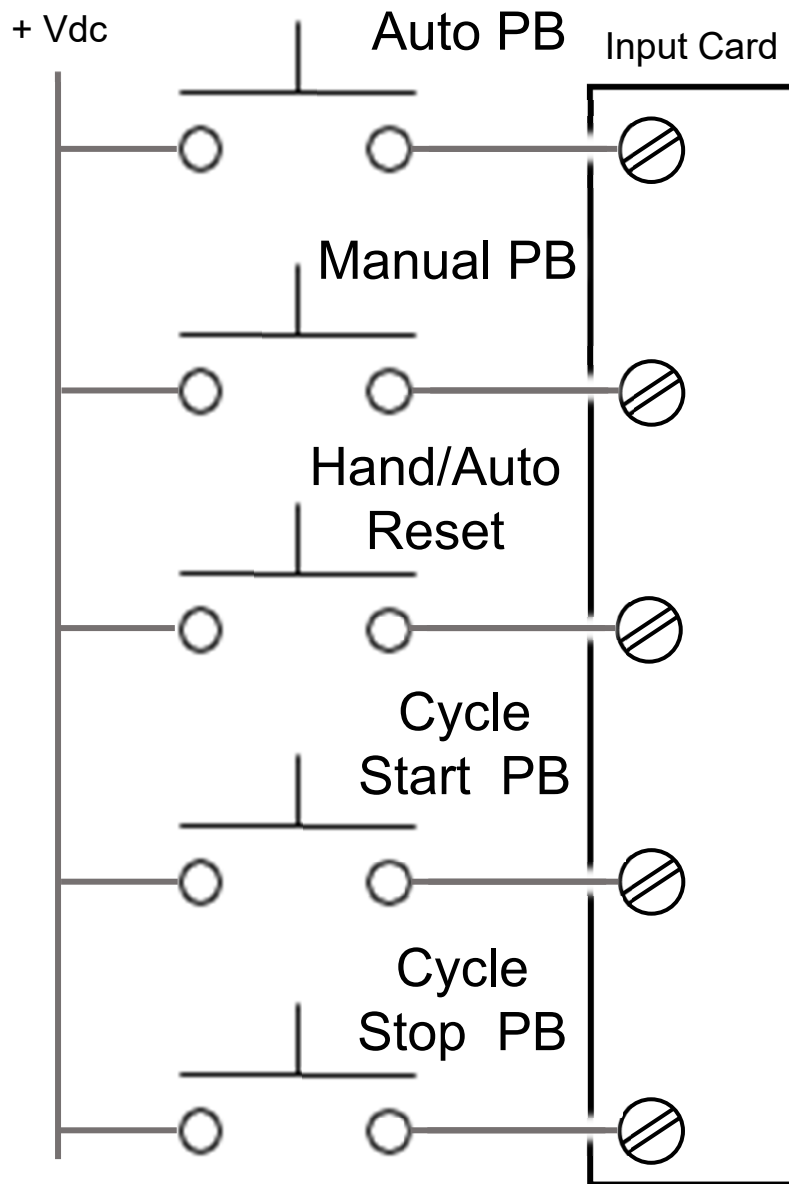 + Vdc
Auto PB
Input Card
Manual PB
Hand/Auto
Reset
Cycle
Start PB
Cycle
Stop PB